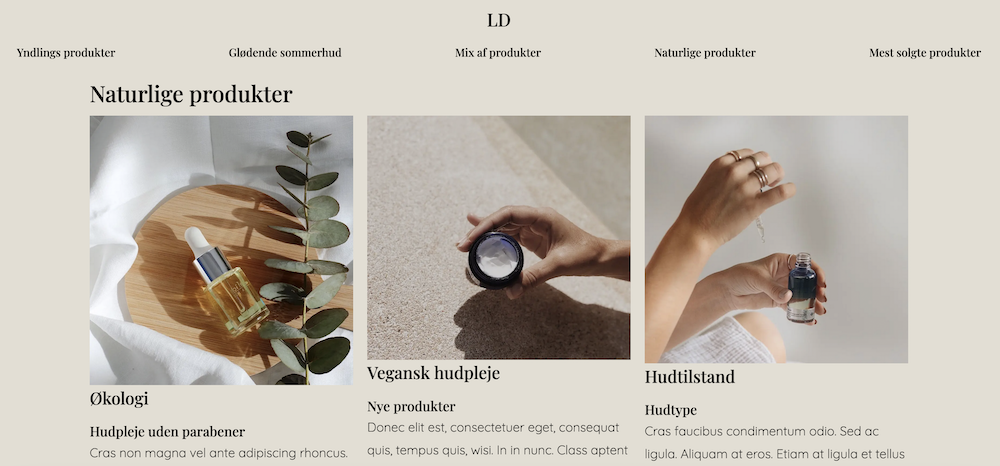 LD
Yndlings produkter
Glødende sommerhud
Mix af produkter
Naturlige produkter
Mest solgte produkter
Naturlige produkter
Økologi
Hudpleje uden parabener
Cras non magna vel ante adipiscing rhoncus.
Vegansk hudpleje
Nye produkter
Donec elit est, consectetuer eget, consequat
quis, tempus quis, wisi. In in nunc. Class aptent
Hudtilstand
Hudtype
Cras faucibus condimentum odio. Sed ac
ligula. Aliquam at eros. Etiam at ligula et tellus